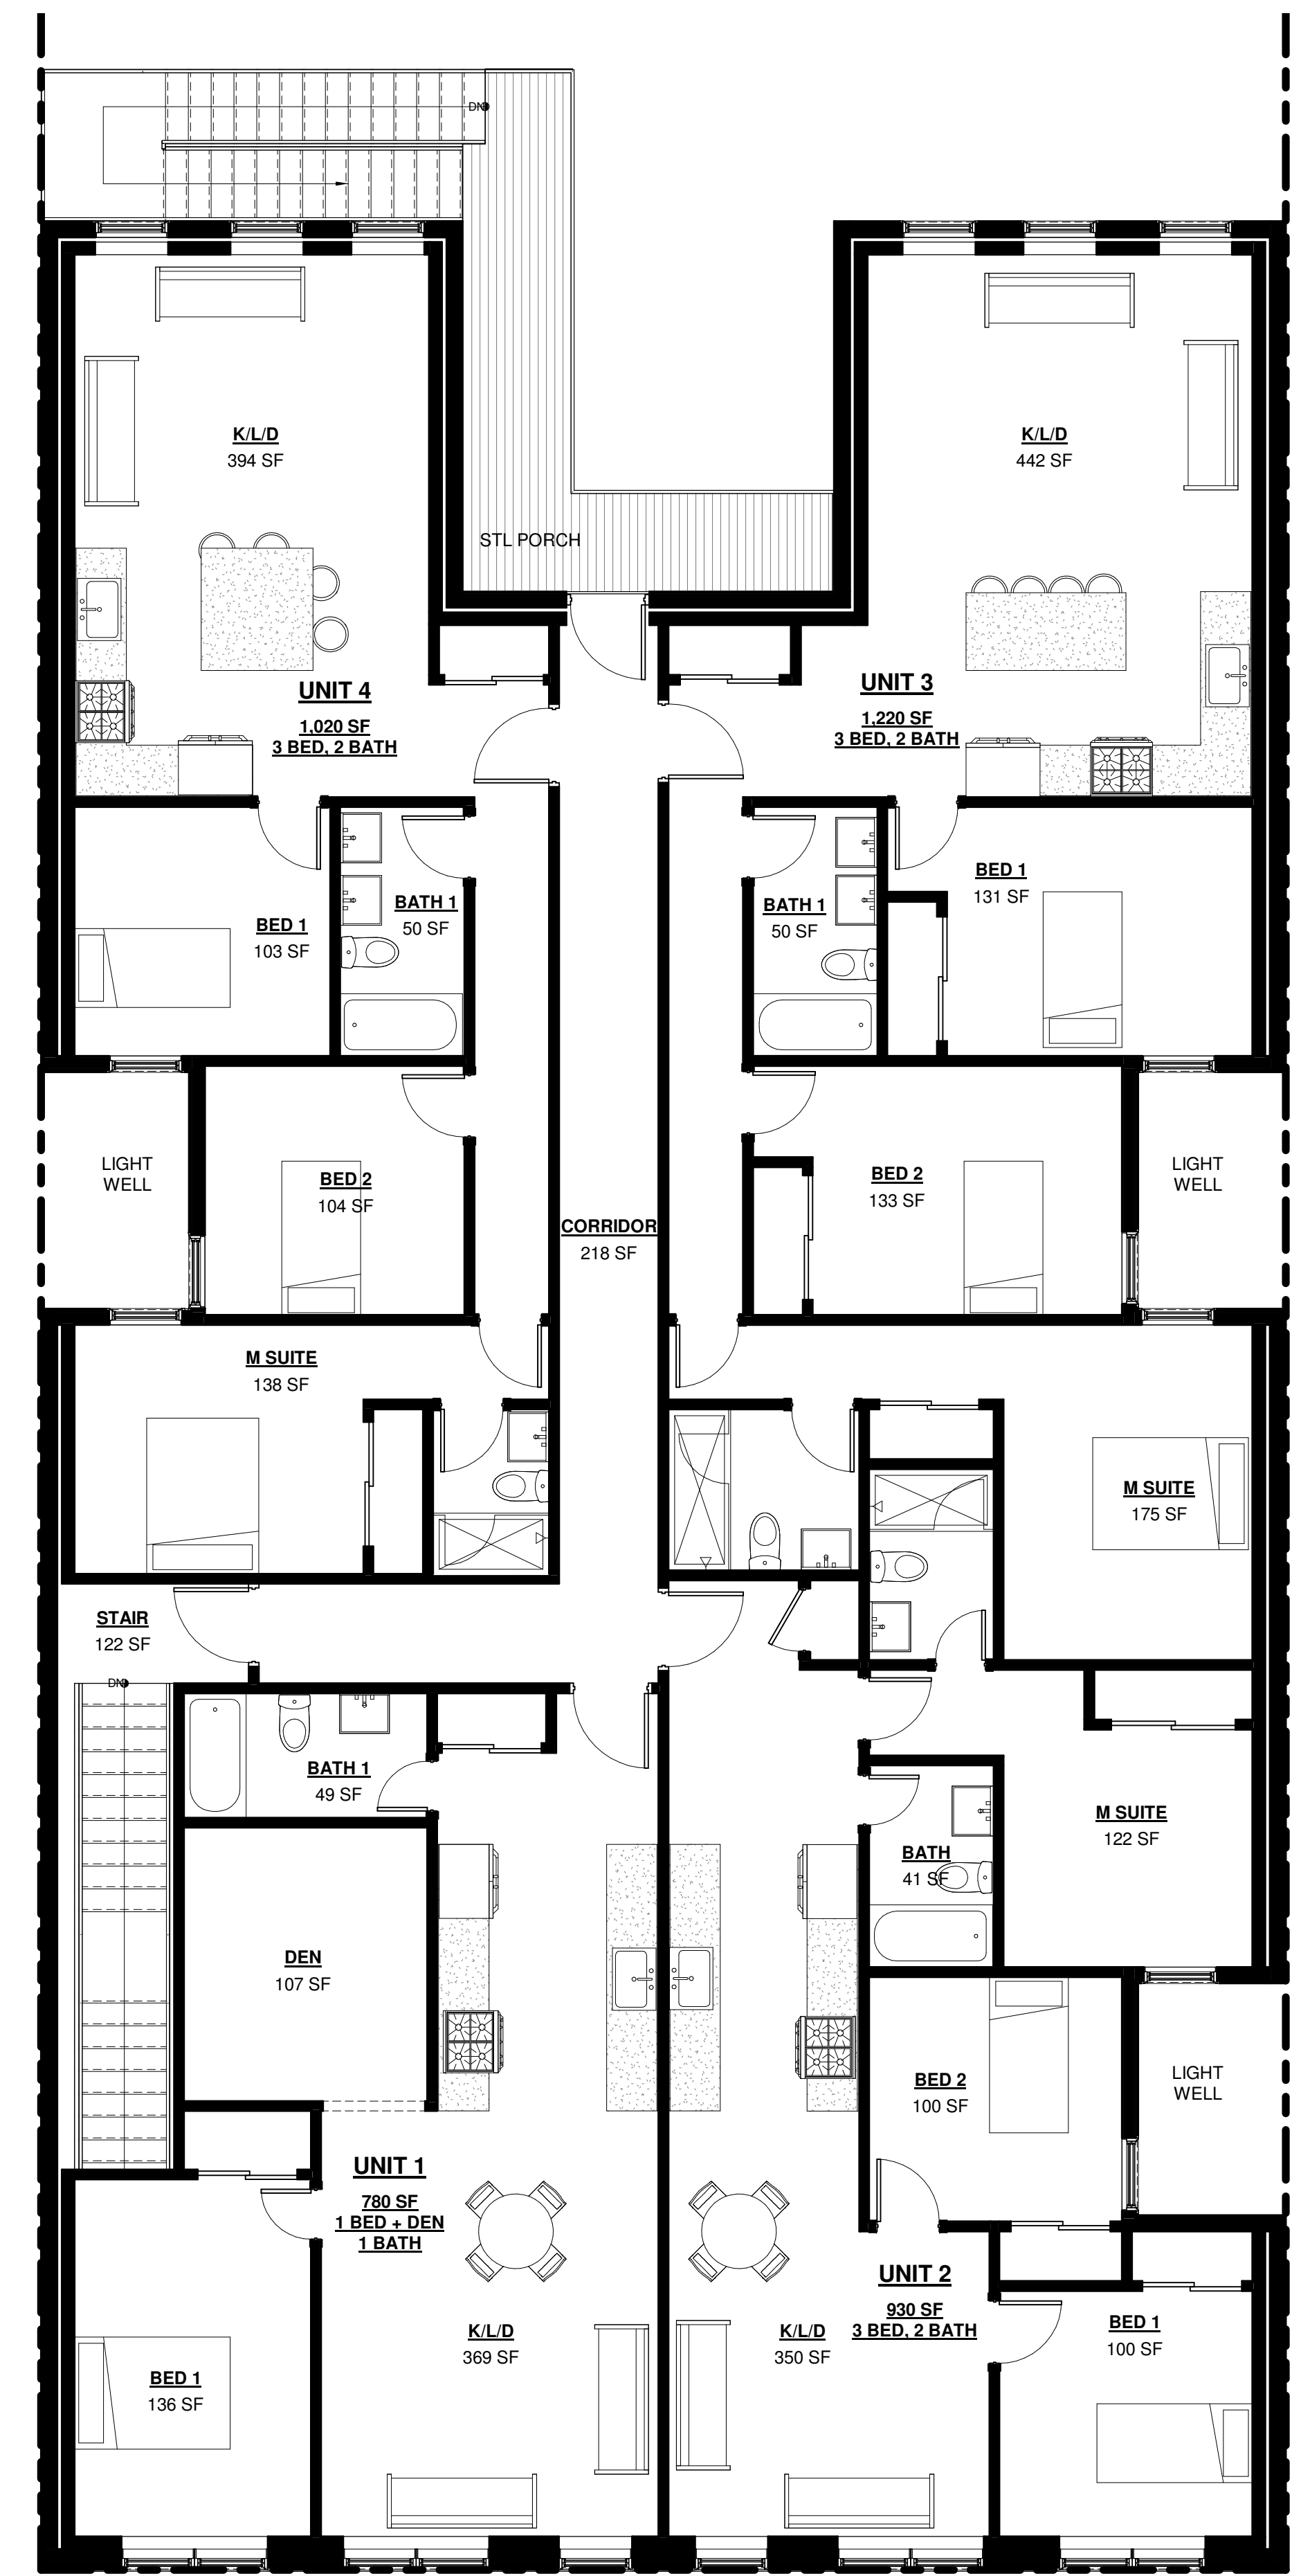 DN
K/L/D
394 SF
K/L/D
442 SF
STL PORCH
UNIT 4
1,020 SF
3 BED, 2 BATH
UNIT 3
1,220 SF
3 BED, 2 BATH
BED 1
103 SF
BATH 1
50 SF
BATH 1
50 SF
BED 1
131 SF
LIGHT
WELL
BED 2
104 SF
CORRIDOR
218 SF
BED 2
133 SF
LIGHT
WELL
M SUITE
138 SF
M SUITE
175 SF
STAIR
122 SF
DN
BATH 1
49 SF
M SUITE
122 SF
BATH
41 SF
DEN
107 SF
BED 2
100 SF
LIGHT
WELL
UNIT 1
780 SF
1 BED + DEN
1 BATH
UNIT 2
930 SF
3 BED, 2 BATH
K/L/D
369 SF
K/L/D
350 SF
BED 1
100 SF
BED 1
136 SF